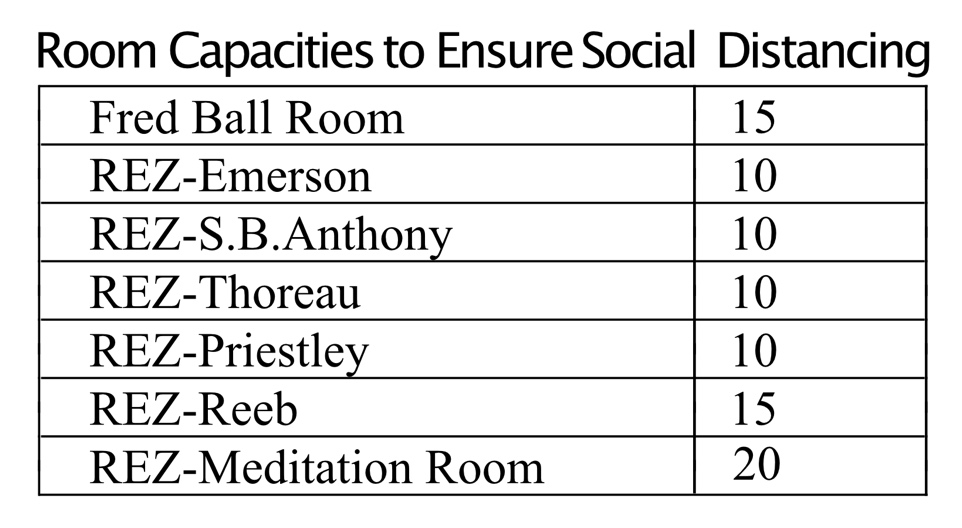 Room Capacities to Ensure Social Distancing
Fred Ball Room 15
REZ-Emerson 10
REZ-S.B.Anthony 10
REZ-Thoreau 10
REZ-Priestley 10
REZ-Reeb 15
REZ-Meditation Room 20